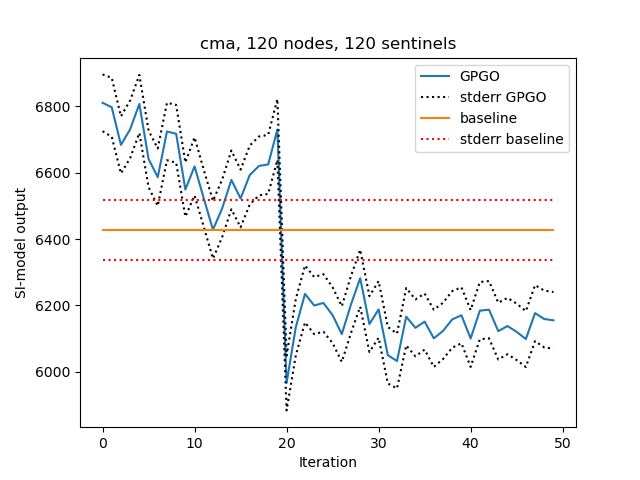 cma, 120 nodes, 120 sentinels
GPGO
stderr GPGO
baseline
stderr baseline
SI-model output
6800
6600
6400
6200
6000
0 10 20 30 40 50
Iteration